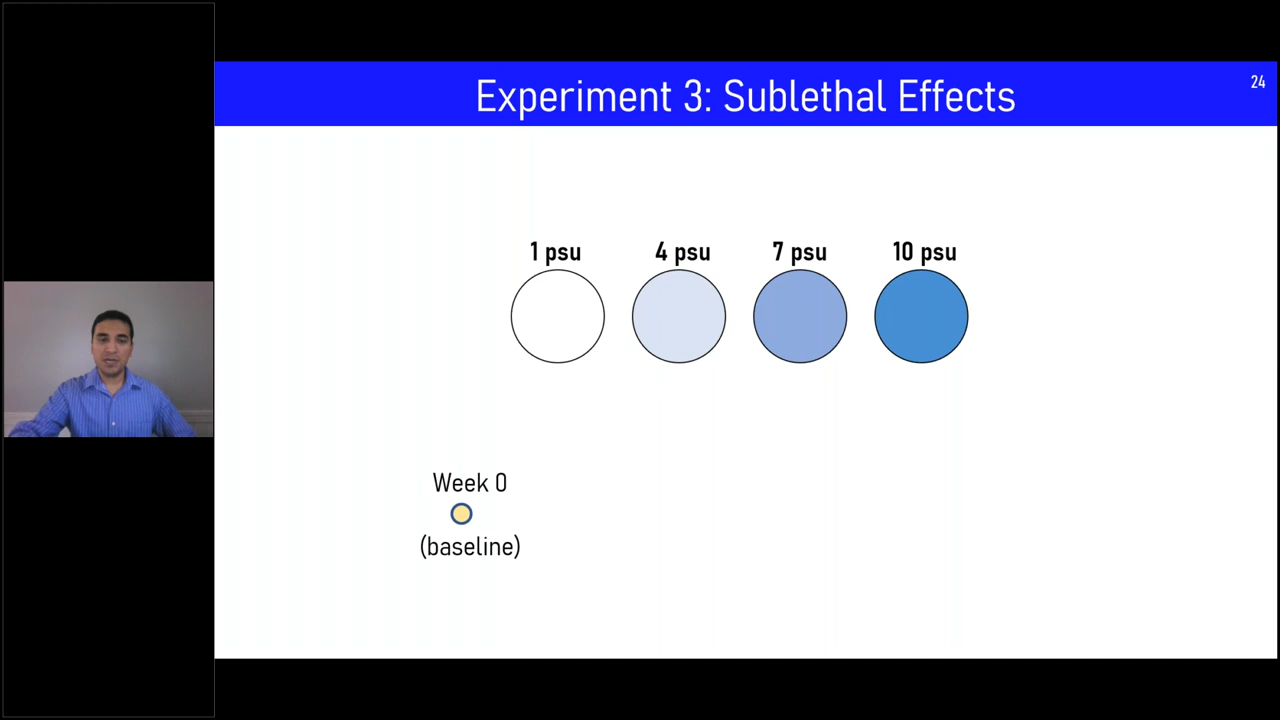 Experiment 3: Sublethal Effects
24
1 psu 4 psu 7 psu 10 psu
Week 0
(baseline)